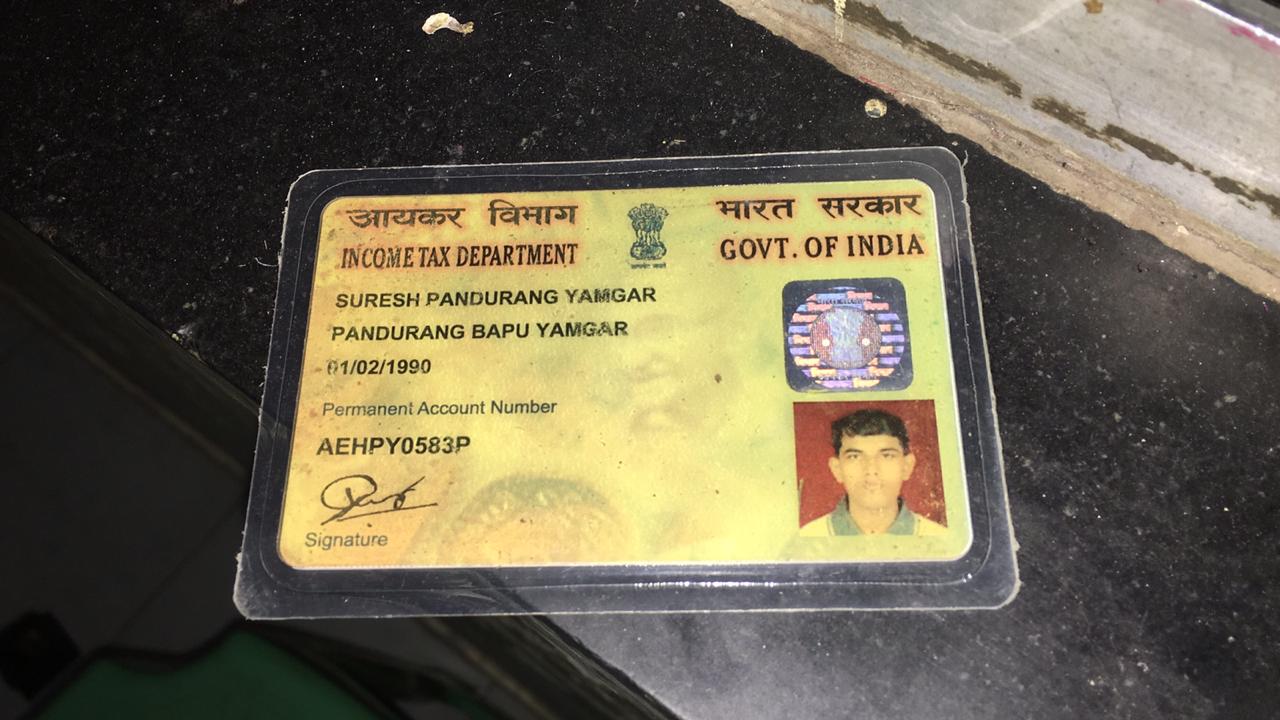 आयकर विभाग
INCOME TAX DEPARTMENT
भारत सरकार
GOVT. OF INDIA
SURESH PANDURANG YAMGAR
PANDURANG BAPU YAMGAR
01/02/1990
Permanent Account Number
AEHPY0583P
Signature